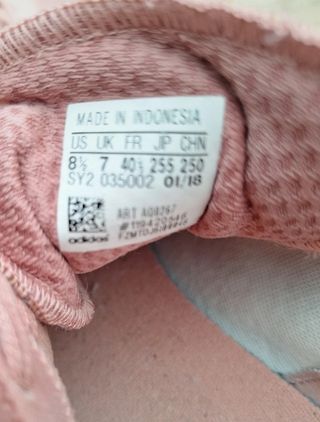 MADE IN INDONESIA
US UK FR JP CHN
8½ 7 40⅔ 255 250
SY2 035002 01/18
ART AQ0267
adidas